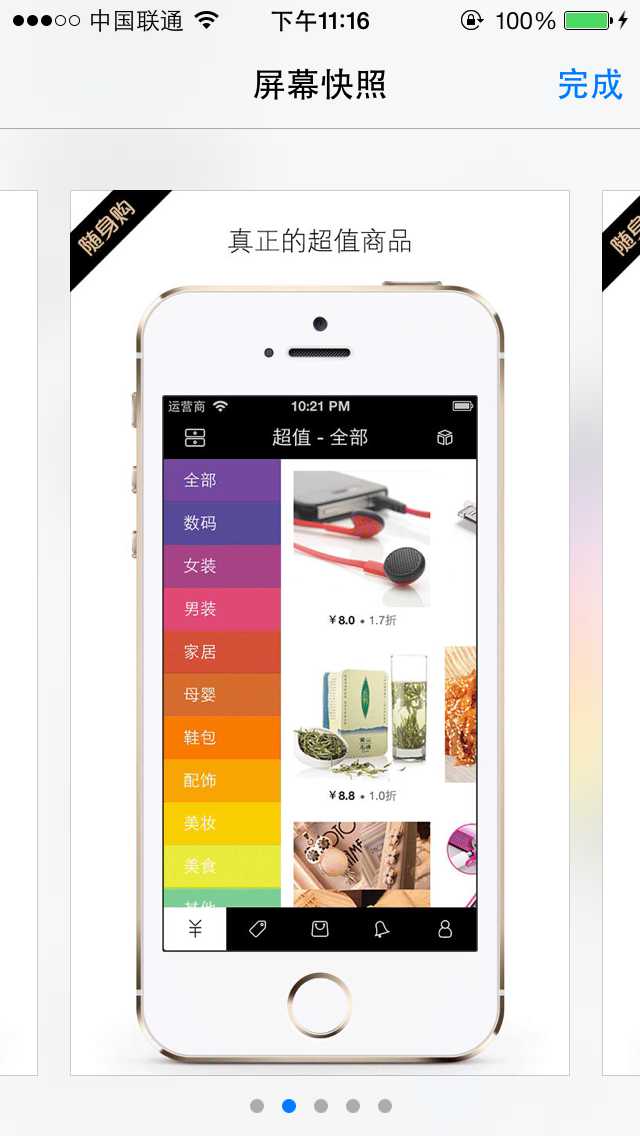 中国联通
下午11:16
100%
屏幕快照
完成
随身购
真正的超值商品
运营商
10:21 PM
超值 - 全部
全部
数码
女装
男装
家居
母婴
鞋包
配饰
美妆
美食
其他
¥8.0 • 1.7折
¥8.8 • 1.0折
随身